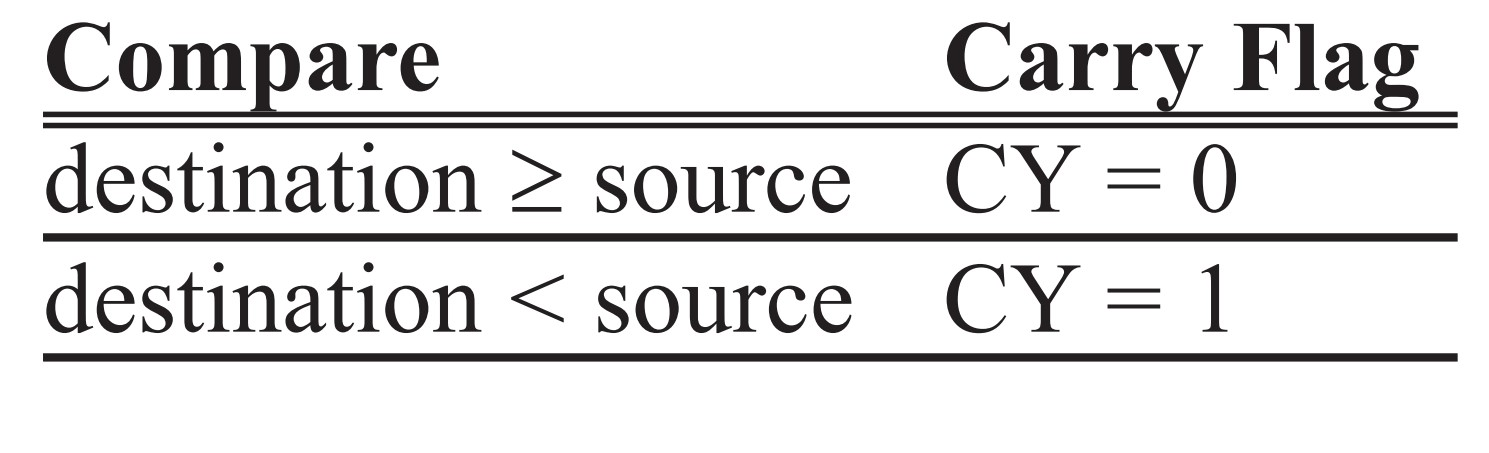 Compare Carry Flag
destination ≥ source CY = 0
destination < source CY = 1